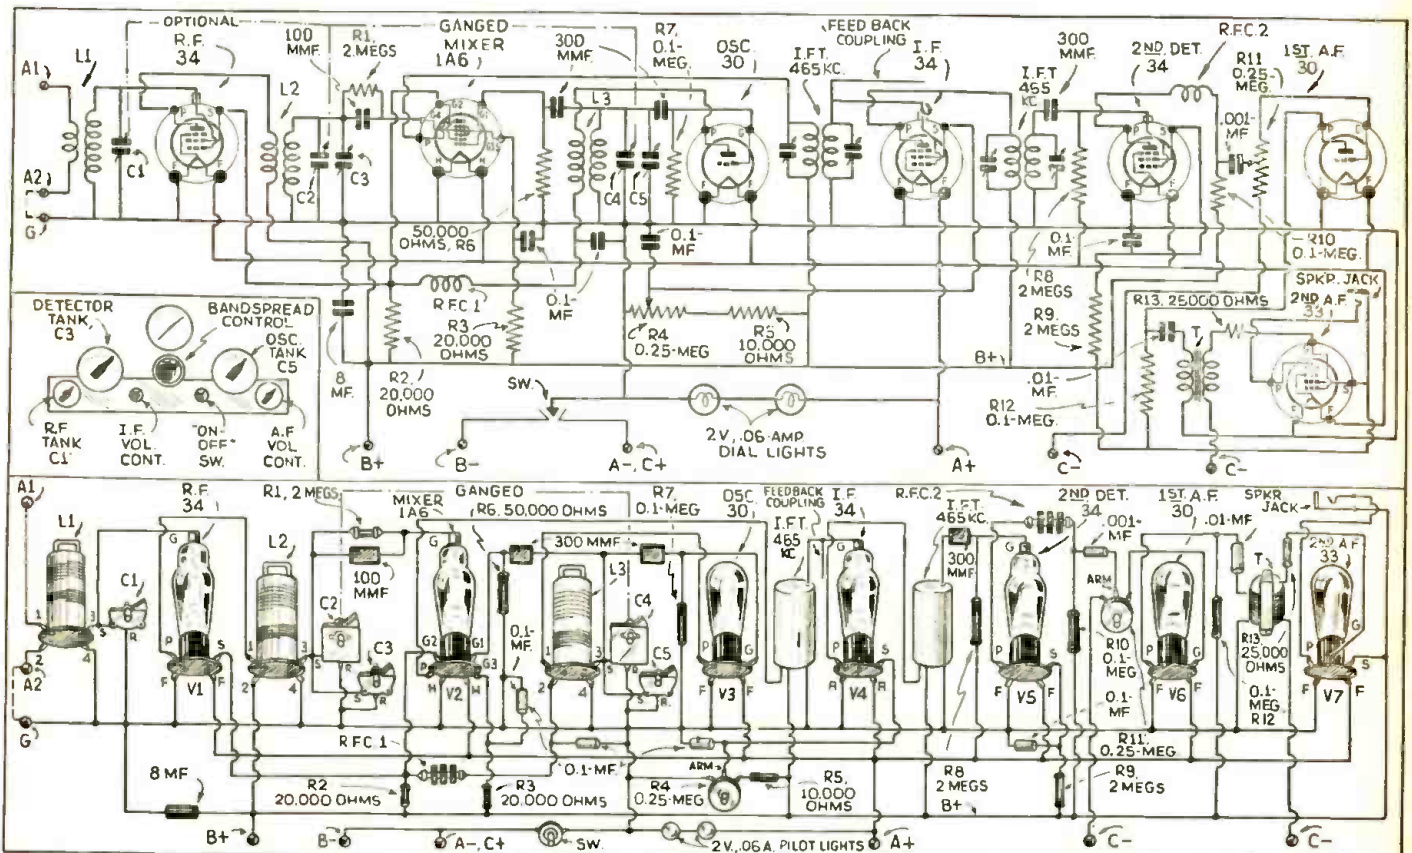 OPTIONAL
R.F. 34
100 MMF.
R1, 2 MEGS
GANGED
MIXER 1A6
300 MMF.
R7, 0.1-MEG.
OSC. 30
I.F.T. 465 KC.
FEED BACK COUPLING
I.F. 34
300 MMF.
I.F.T 465 KC
2ND. DET. 34
R.F.C.2
R11 0.25-MEG.
1ST. A.F. 30
A1
L1
L2
L3
C1
C2
C3
C4
C5
.001-MF.
A2
G
50,000 OHMS, R6
0.1-MF
0.1-MF
0.1-MF
R8 2 MEGS
R9, 2 MEGS
R10 0.1-MEG.
R13, 25000 OHMS
SPKR. JACK
2ND A.F. 33
T
R.F.C 1
R2, 20,000 OHMS
R3 20,000 OHMS
R4 0.25-MEG
R5 10,000 OHMS
8 MF.
SW.
2V., .06-AMP. DIAL LIGHTS
B+
.01-MF.
R12 0.1-MEG.
B+
B-
A-, C+
A+
C-
C-
DETECTOR TANK, C3
BANDSPREAD CONTROL
OSC. TANK C5
R.F. TANK C1
I.F. VOL. CONT.
"ON-OFF" SW.
A.F VOL CONT.
A1
L1
C1
R.F. 34
R1, 2 MEGS
L2
100 MMF
C2
C3
GANGED
MIXER 1A6
R6, 50,000 OHMS
300 MMF
L3
C4
C5
R7 0.1-MEG
OSC. 30
FEEDBACK COUPLING
I.F.T. 465 KC
I.F. 34
R.F.C.2
I.F.T. 465 KC.
300 MMF.
2ND. DET. 34
.001-MF
1ST. A.F. 30
.01-MF
SPKR JACK
T
2ND A.F 33
ARM
R10 0.1-MEG
0.1-MF
R13 25,000 OHMS
0.1-MEG R12
A2
G
V1
V2
V3
V4
V5
V6
V7
0.1-MF.
R.F.C 1
0.1-MF.
8 MF
R2 20,000 OHMS
R3 20,000 OHMS
R4 0.25-MEG
ARM
R5, 10,000 OHMS
R8 2 MEGS
R11, 0.25-MEG
R9 2 MEGS
B+
B+
B-
A-, C+
SW.
2V., .06A. PILOT LIGHTS
A+
C-
C-